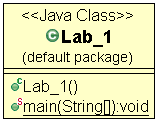 <<Java Class>>
Lab_1
(default package)
Lab_1()
main(String[]):void